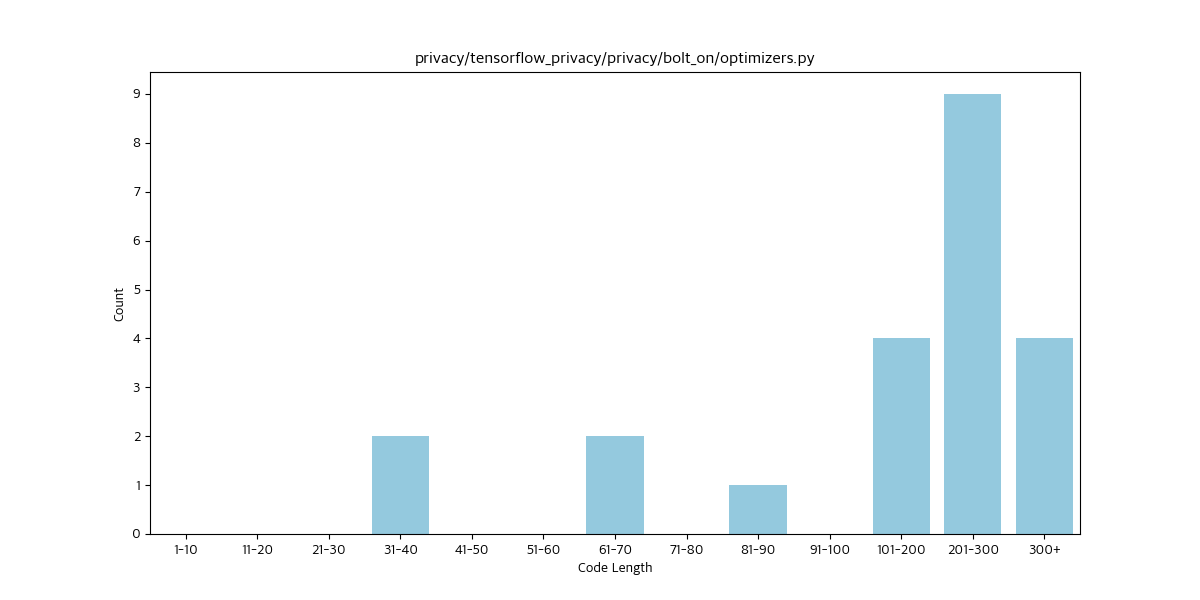 privacy/tensorflow_privacy/privacy/bolt_on/optimizers.py
9
8
7
6
5
4
3
2
1
0
Count
1-10 11-20 21-30 31-40 41-50 51-60 61-70 71-80 81-90 91-100 101-200 201-300 300+
Code Length